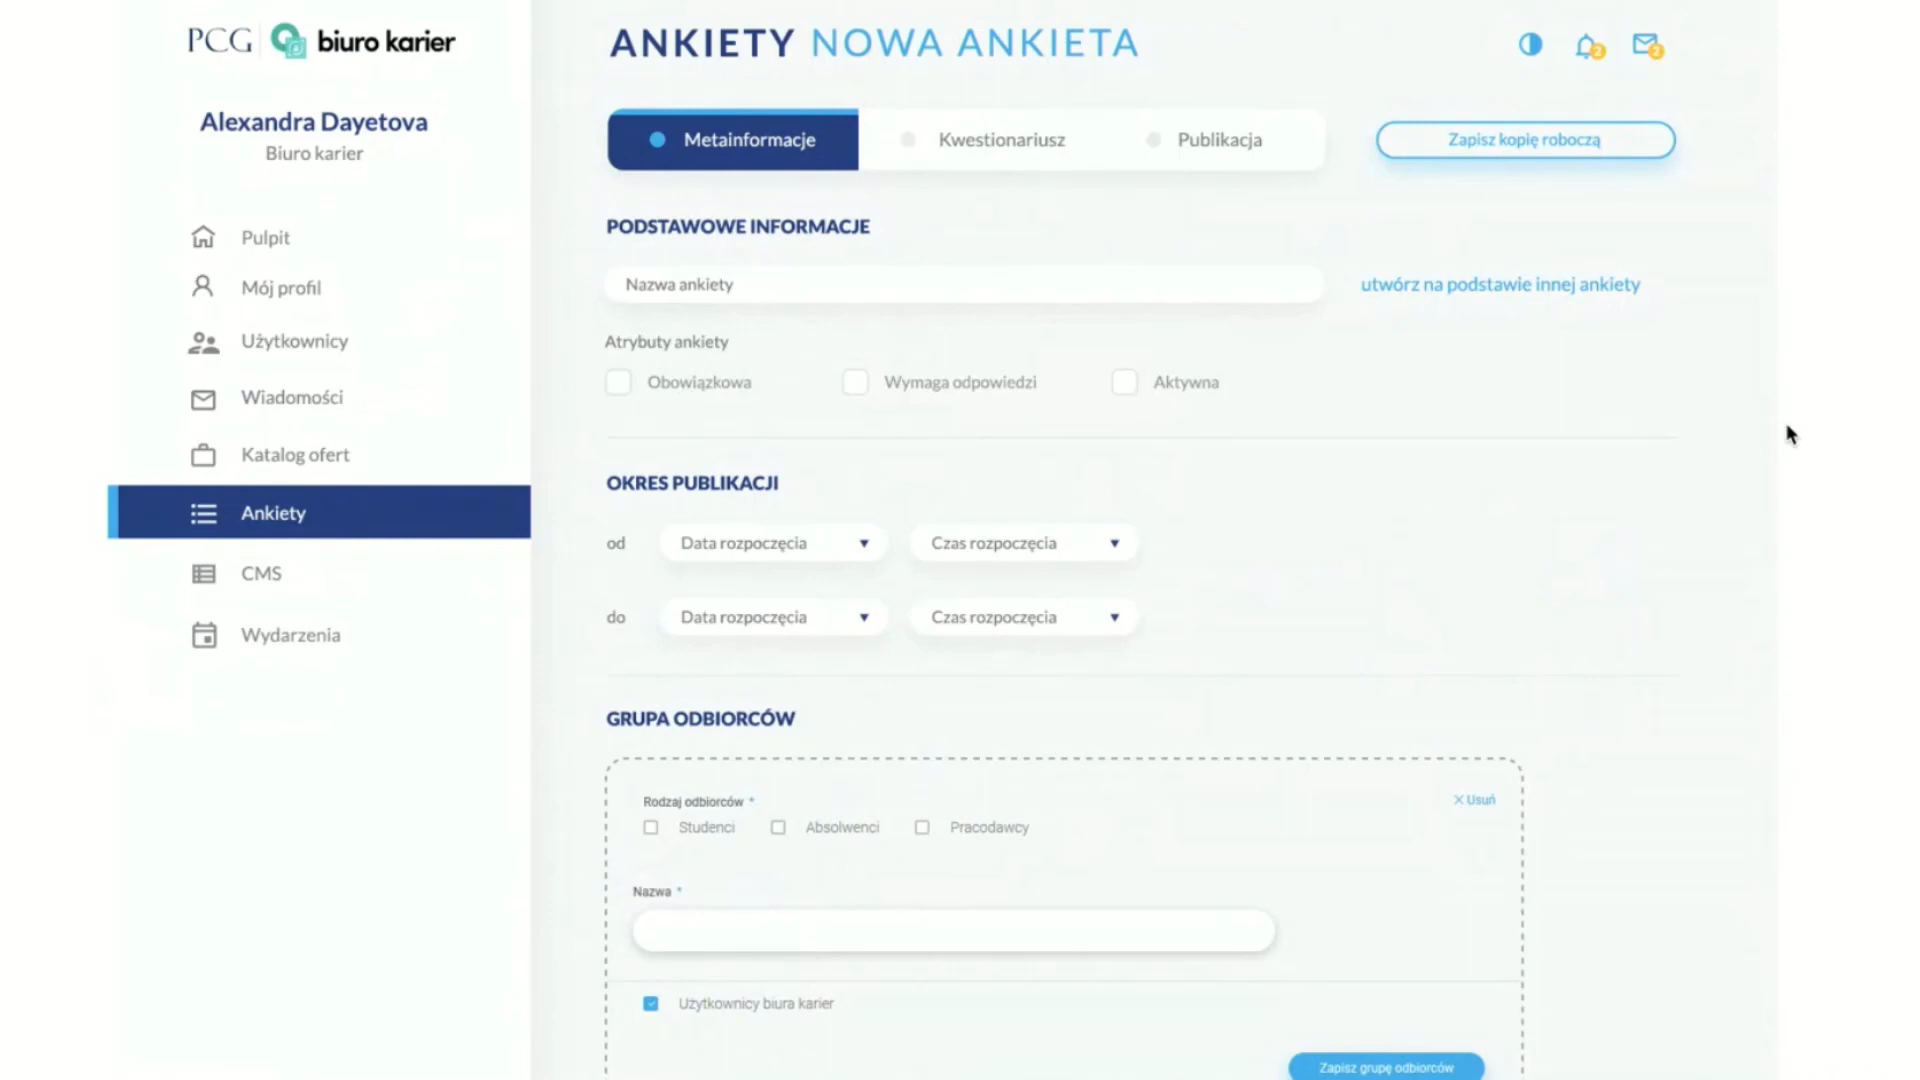 PCG biuro karier
Alexandra Dayetova
Biuro karier
Pulpit
Mój profil
Użytkownicy
Wiadomości
Katalog ofert
Ankiety
CMS
Wydarzenia
ANKIETY NOWA ANKIETA
2
2
Metainformacje
Kwestionariusz
Publikacja
Zapisz kopię roboczą
PODSTAWOWE INFORMACJE
Nazwa ankiety
utwórz na podstawie innej ankiety
Atrybuty ankiety
Obowiązkowa
Wymaga odpowiedzi
Aktywna
OKRES PUBLIKACJI
od
Data rozpoczęcia
Czas rozpoczęcia
do
Data rozpoczęcia
Czas rozpoczęcia
GRUPA ODBIORCÓW
Rodzaj odbiorców *
Usuń
Studenci
Absolwenci
Pracodawcy
Nazwa *
Użytkownicy biura karier
Zapisz grupę odbiorców